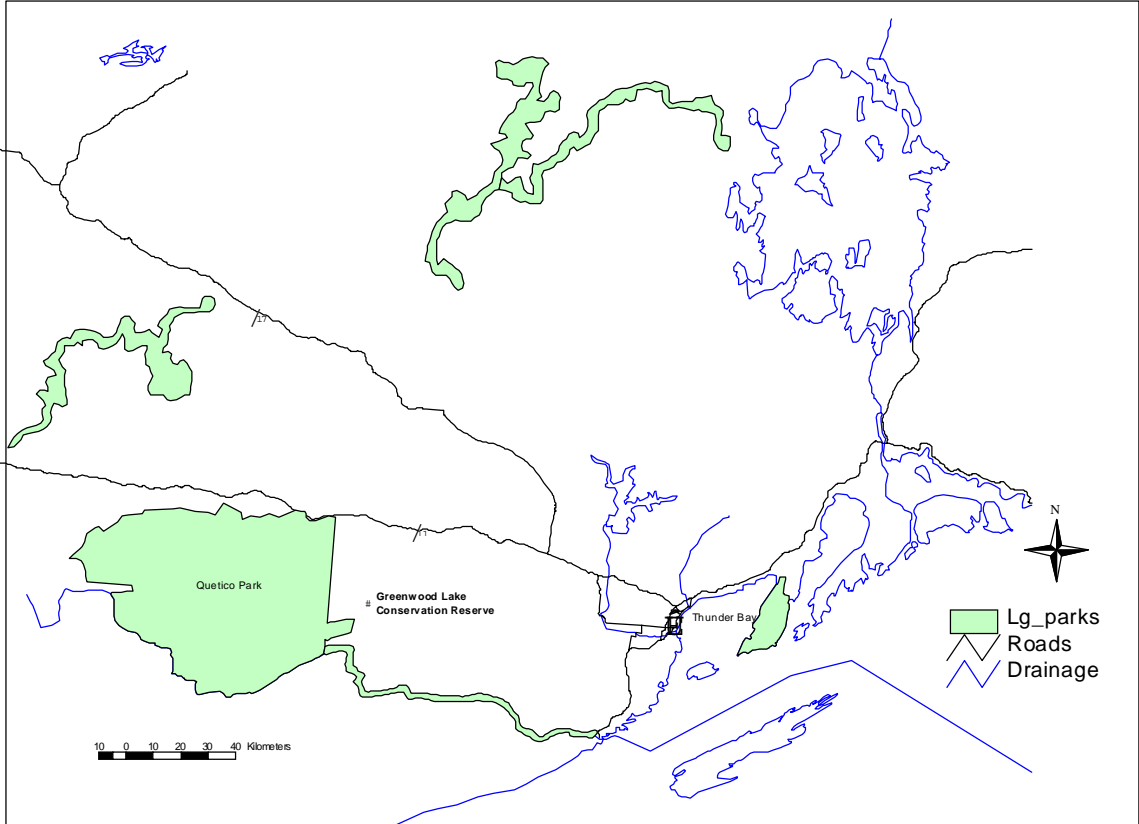 17
11
Quetico Park
# Greenwood Lake
Conservation Reserve
Thunder Bay
N
Lg_parks
Roads
Drainage
10 0 10 20 30 40 Kilometers